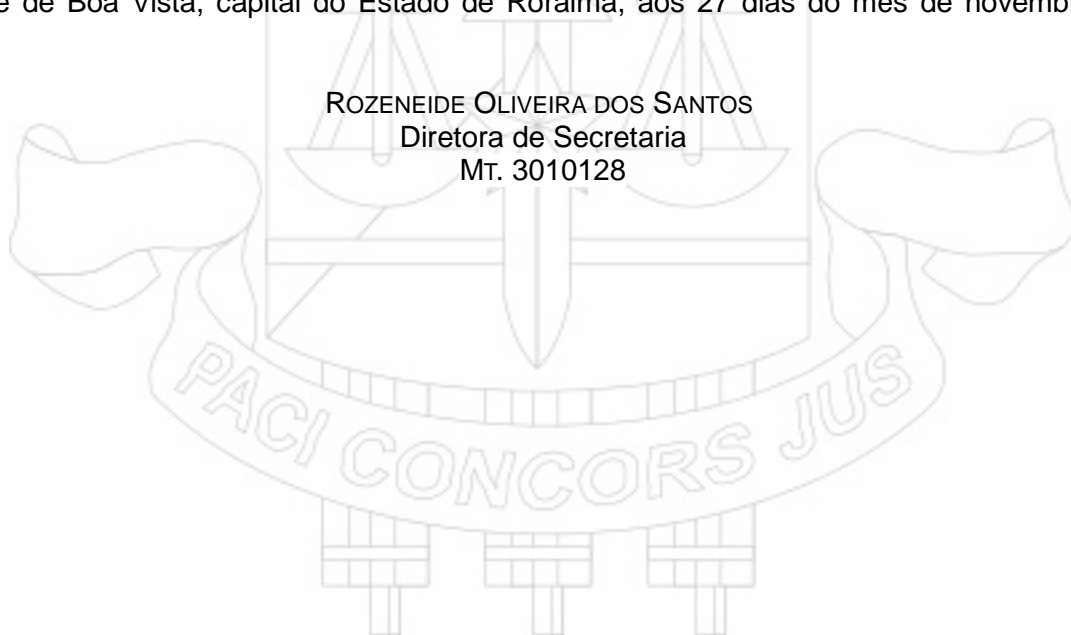 de Boa Vista, capital do Estado de Roraima, aos 27 dias do mês de
ROZENEIDE OLIVEIRA DOS SANTOS
Diretora de Secretaria
MT. 3010128
PACI CONCORS JUS